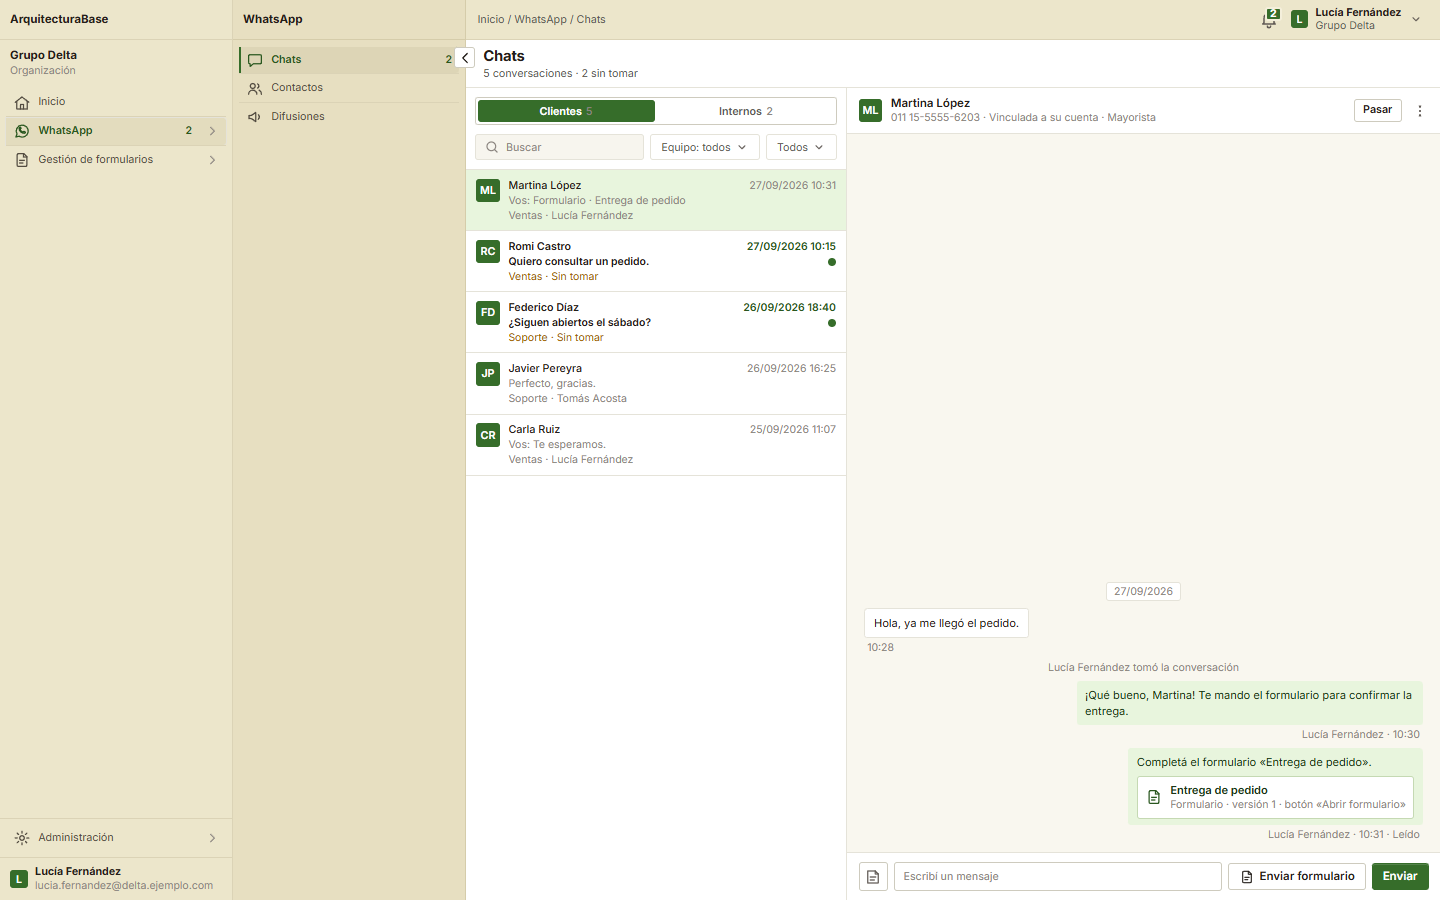 ArquitecturaBase
Grupo Delta
Organización
Inicio
WhatsApp 2
Gestión de formularios
Administración
L Lucía Fernández
lucia.fernandez@delta.ejemplo.com
WhatsApp
Chats 2
Contactos
Difusiones
Inicio / WhatsApp / Chats
2
L Lucía Fernández
Grupo Delta
Chats
5 conversaciones · 2 sin tomar
Clientes 5
Internos 2
Buscar
Equipo: todos
Todos
ML Martina López 27/09/2026 10:31
Vos: Formulario · Entrega de pedido
Ventas · Lucía Fernández
RC Romi Castro 27/09/2026 10:15
Quiero consultar un pedido.
Ventas · Sin tomar
FD Federico Díaz 26/09/2026 18:40
¿Siguen abiertos el sábado?
Soporte · Sin tomar
JP Javier Pereyra 26/09/2026 16:25
Perfecto, gracias.
Soporte · Tomás Acosta
CR Carla Ruiz 25/09/2026 11:07
Vos: Te esperamos.
Ventas · Lucía Fernández
ML Martina López
011 15-5555-6203 · Vinculada a su cuenta · Mayorista
Pasar
27/09/2026
Hola, ya me llegó el pedido.
10:28
Lucía Fernández tomó la conversación
¡Qué bueno, Martina! Te mando el formulario para confirmar la
entrega.
Lucía Fernández · 10:30
Completá el formulario «Entrega de pedido».
Entrega de pedido
Formulario · versión 1 · botón «Abrir formulario»
Lucía Fernández · 10:31 · Leído
Escribí un mensaje
Enviar formulario
Enviar